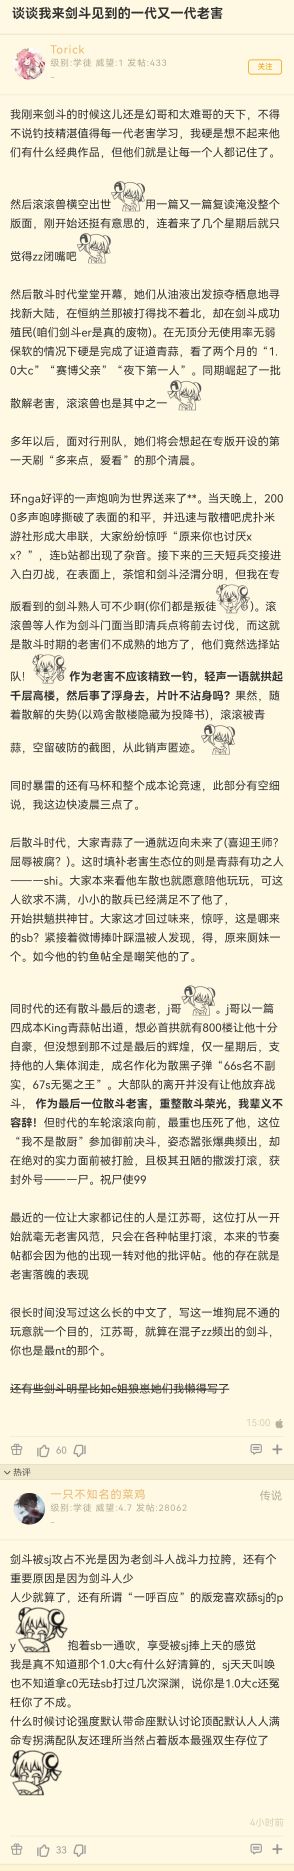 谈谈我来剑斗见到的一代又一代老害
Torick
级别:学徒 威望:1 发帖:433
关注
我刚来剑斗的时候这儿还是幻哥和太难哥的天下，不得
不说钓技精湛值得每一代老害学习，我硬是想不起来他
们有什么经典作品，但他们就是让每一个人都记住了。
然后滚滚兽横空出世用一篇又一篇复读淹没整个
版面，刚开始还挺有意思的，连着来了几个星期后就只
觉得zz闭嘴吧
然后散斗时代堂堂开幕，她们从油液出发掠夺栖息地寻
找新大陆，在恒纳兰那被打得找不着北，却在剑斗成功
殖民(咱们剑斗er是真的废物)。在无顶分无使用率无弱
保软的情况下硬是完成了证道青蒜，看了两个月的“1.
0大c”“赛博父亲”“夜下第一人”。同期崛起了一批
散解老害，滚滚兽也是其中之一
多年以后，面对行刑队，她们将会想起在专版开设的第
一天刷“多来点，爱看”的那个清晨。
环nga好评的一声炮响为世界送来了**。当天晚上，200
0多声咆哮撕破了表面的和平，并迅速与散槽吧虎扑米
游社形成大串联，大家纷纷惊呼“原来你也讨厌x
x？”，连b站都出现了杂音。接下来的三天短兵交接进
入白刃战，在表面上，茶馆和剑斗泾渭分明，但我在专
版看到的剑斗熟人可不少啊(你们都是叛徒)。滚
滚兽等人作为剑斗门面当即清兵点将前去讨伐，而这就
是散斗时期的老害们不成熟的地方了，他们竟然选择站
队！作为老害不应该精致一钓，轻声一语就拱起
千层高楼，然后事了浮身去，片叶不沾身吗？果然，随
着散解的失势(以鸡舍散楼隐藏为投降书)，滚滚被青
蒜，空留破防的截图，从此销声匿迹。
同时暴雷的还有马杯和整个成本论竞速，此部分有空细
说，我这边快凌晨三点了。
后散斗时代，大家青蒜了一通就迈向未来了(喜迎王师？
屈辱被腐？)。这时填补老害生态位的则是青蒜有功之人
——一shi。大家本来看他车散也就愿意陪他玩玩，可这
人欲求不满，小小的散兵已经满足不了他了，
开始拱魈拱神甘。大家这才回过味来，惊呼，这是哪来
的sb？紧接着微博捧叶踩温被人发现，得，原来厕妹一
个。如今他的钓鱼帖全是嘲笑他的了。
同时代的还有散斗最后的遗老，j哥。j哥以一篇
四成本King青蒜帖出道，想必首拱就有800楼让他十分
自豪，但没想到那不过是最后的辉煌，仅一星期后，支
持他的人集体润走，成名作化为散黑子弹“66s名不副
实，67s无冕之王”。大部队的离开并没有让他放弃战
斗，作为最后一位散斗老害，重整散斗荣光，我辈义不
容辞！但时代的车轮滚滚向前，最重也压死了他，这位
“我不是散厨”参加御前决斗，姿态嚣张爆典频出，却
在绝对的实力面前被打脸，且极其丑陋的撒泼打滚，获
封外号——一尸。祝尸使99
最近的一位让大家都记住的人是江苏哥，这位打从一开
始就毫无老害风范，只会在各种帖里打滚，本来的节奏
帖都会因为他的出现一转对他的批评帖。他的存在就是
老害落魄的表现
很长时间没写过这么长的中文了，写这一堆狗屁不通的
玩意就一个目的，江苏哥，就算在混子zz频出的剑斗，
你也是最nt的那个。
还有些剑斗明星比如c姐狼崽她们我懒得写了
15:00
60
热评
一只不知名的菜鸡
级别:学徒 威望:4.7 发帖:28062
传说
剑斗被sj攻占不光是因为老剑斗人战斗力拉胯，还有个
重要原因是因为剑斗人少
人少就算了，还有所谓“一呼百应”的版宠喜欢舔sj的p
y抱着sb一通吹，享受被sj捧上天的感觉
我是真不知道那个1.0大c有什么好清算的，sj天天叫唤
也不知道拿c0无珐sb打过几次深渊，说你是1.0大c还冤
枉你了不成。
什么时候讨论强度默认带命座默认讨论顶配默认人人满
命专拐满配队友还理所当然占着版本最强双生存位了
4小时前
33